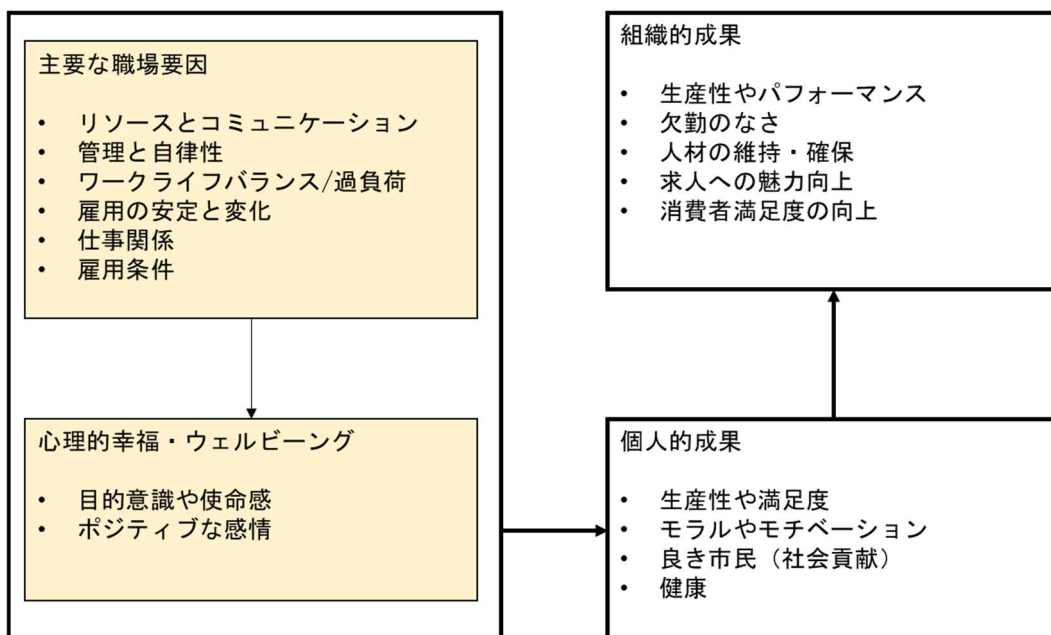 主要な職場要因
• リソースとコミュニケーション
• 管理と自律性
• ワークライフバランス/過負荷
• 雇用の安定と変化
• 仕事関係
• 雇用条件
心理的幸福・ウェルビーング
• 目的意識や使命感
• ポジティブな感情
組織的成果
• 生産性やパフォーマンス
• 欠勤のなさ
• 人材の維持・確保
• 求人への魅力向上
• 消費者満足度の向上
個人的成果
• 生産性や満足度
• モラルやモチベーション
• 良き市民（社会貢献）
• 健康